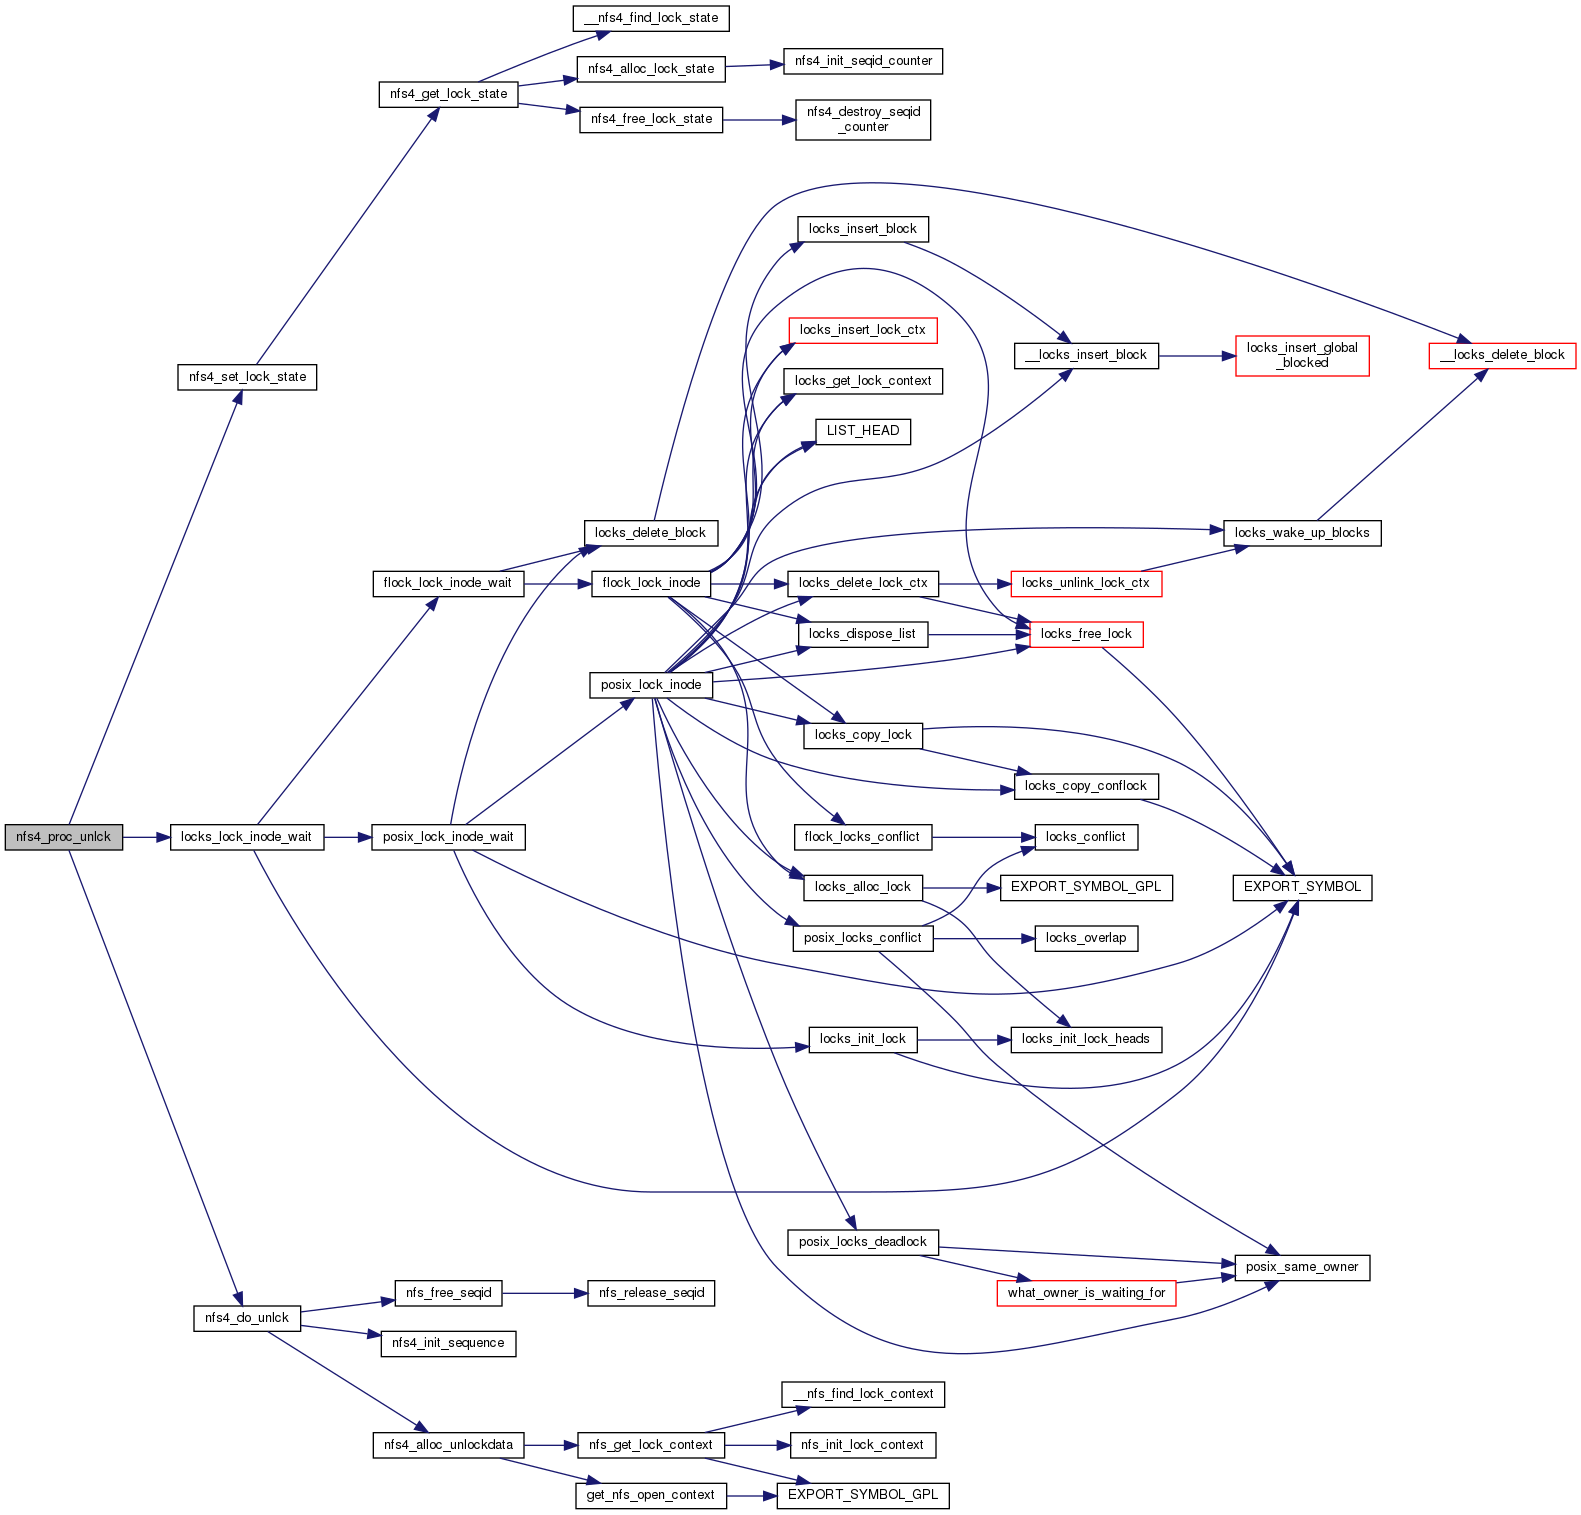 __nfs4_find_lock_state
nfs4_alloc_lock_state
nfs4_init_seqid_counter
nfs4_get_lock_state
nfs4_free_lock_state
nfs4_destroy_seqid
_counter
locks_insert_block
locks_insert_lock_ctx
__locks_insert_block
locks_insert_global
_blocked
__locks_delete_block
nfs4_set_lock_state
locks_get_lock_context
LIST_HEAD
locks_delete_block
locks_wake_up_blocks
flock_lock_inode_wait
flock_lock_inode
locks_delete_lock_ctx
locks_unlink_lock_ctx
locks_dispose_list
locks_free_lock
posix_lock_inode
locks_copy_lock
locks_copy_conflock
nfs4_proc_unlck
locks_lock_inode_wait
posix_lock_inode_wait
flock_locks_conflict
locks_conflict
locks_alloc_lock
EXPORT_SYMBOL_GPL
EXPORT_SYMBOL
posix_locks_conflict
locks_overlap
locks_init_lock
locks_init_lock_heads
posix_locks_deadlock
posix_same_owner
what_owner_is_waiting_for
nfs_free_seqid
nfs_release_seqid
nfs4_do_unlck
nfs4_init_sequence
__nfs_find_lock_context
nfs4_alloc_unlockdata
nfs_get_lock_context
nfs_init_lock_context
get_nfs_open_context
EXPORT_SYMBOL_GPL